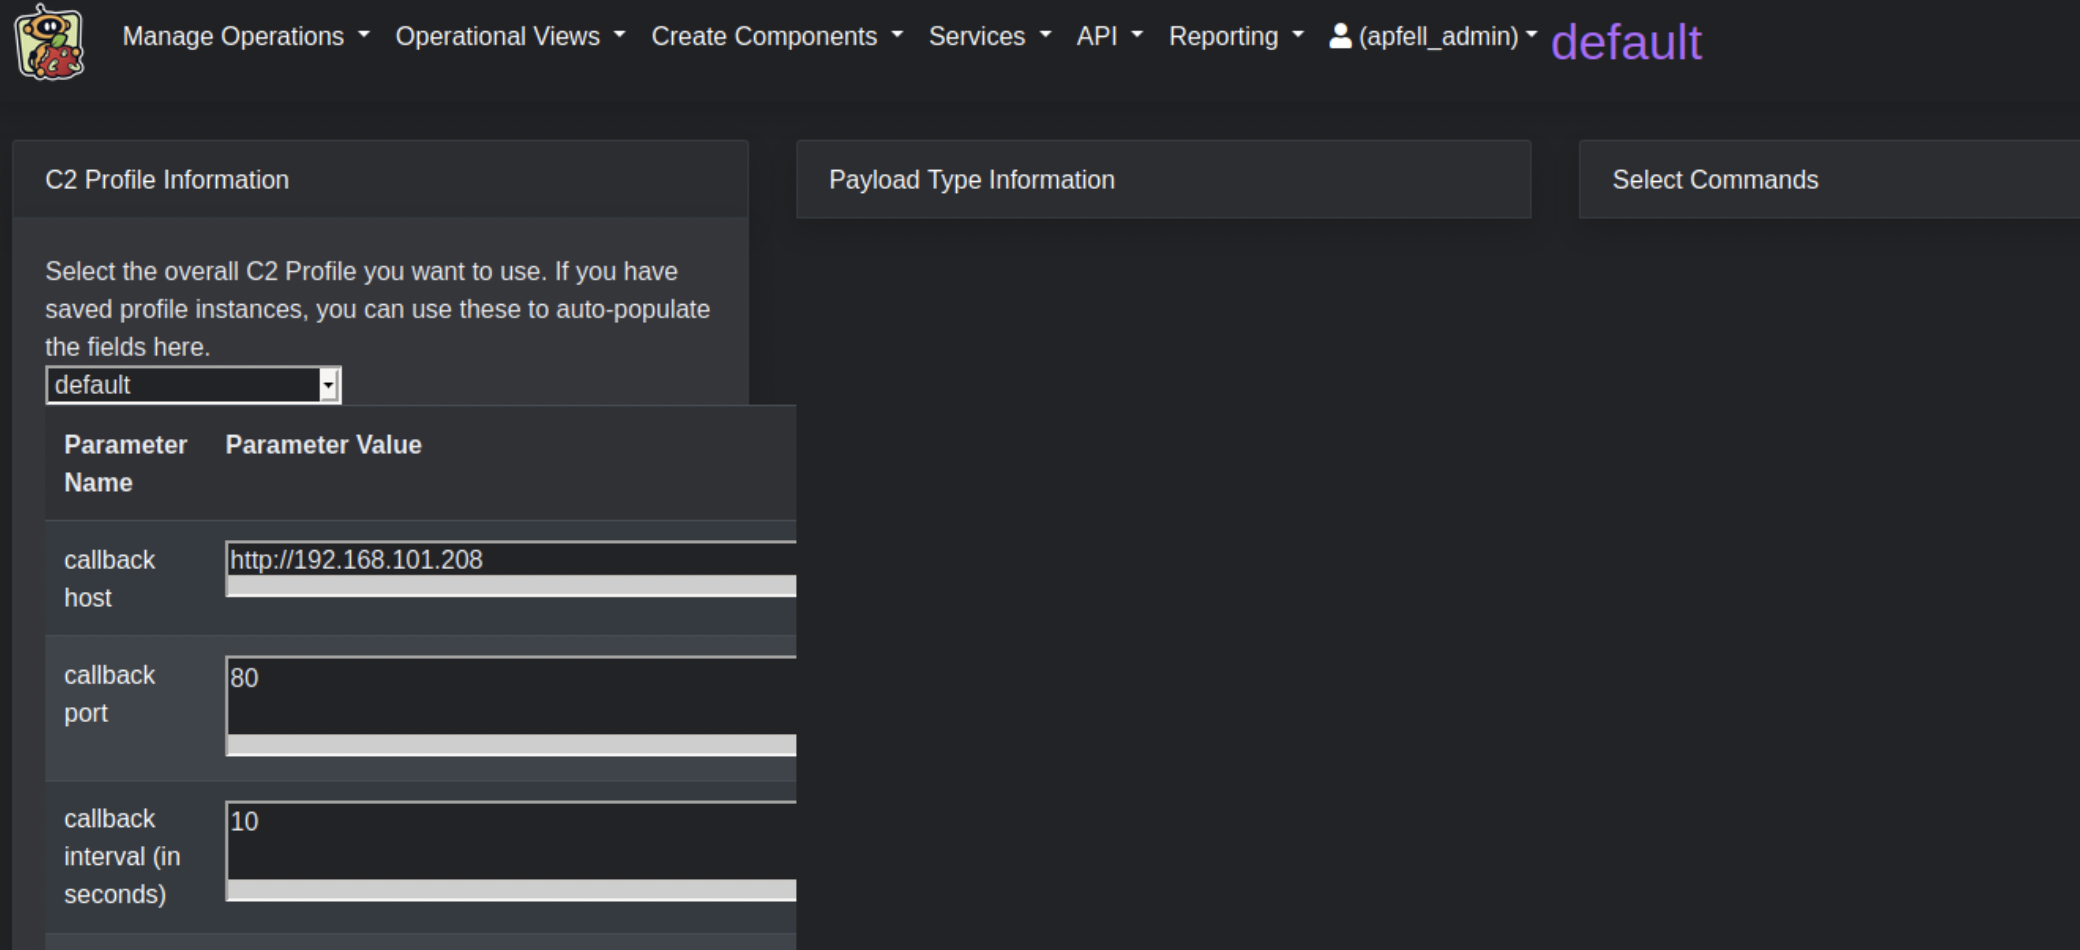 Manage Operations Operational Views Create Components Services API Reporting (apfell_admin) default
C2 Profile Information
Select the overall C2 Profile you want to use. If you have
saved profile instances, you can use these to auto-populate
the fields here.
default
Parameter Name Parameter Value
callback host http://192.168.101.208
callback port 80
callback interval (in seconds) 10
Payload Type Information
Select Commands